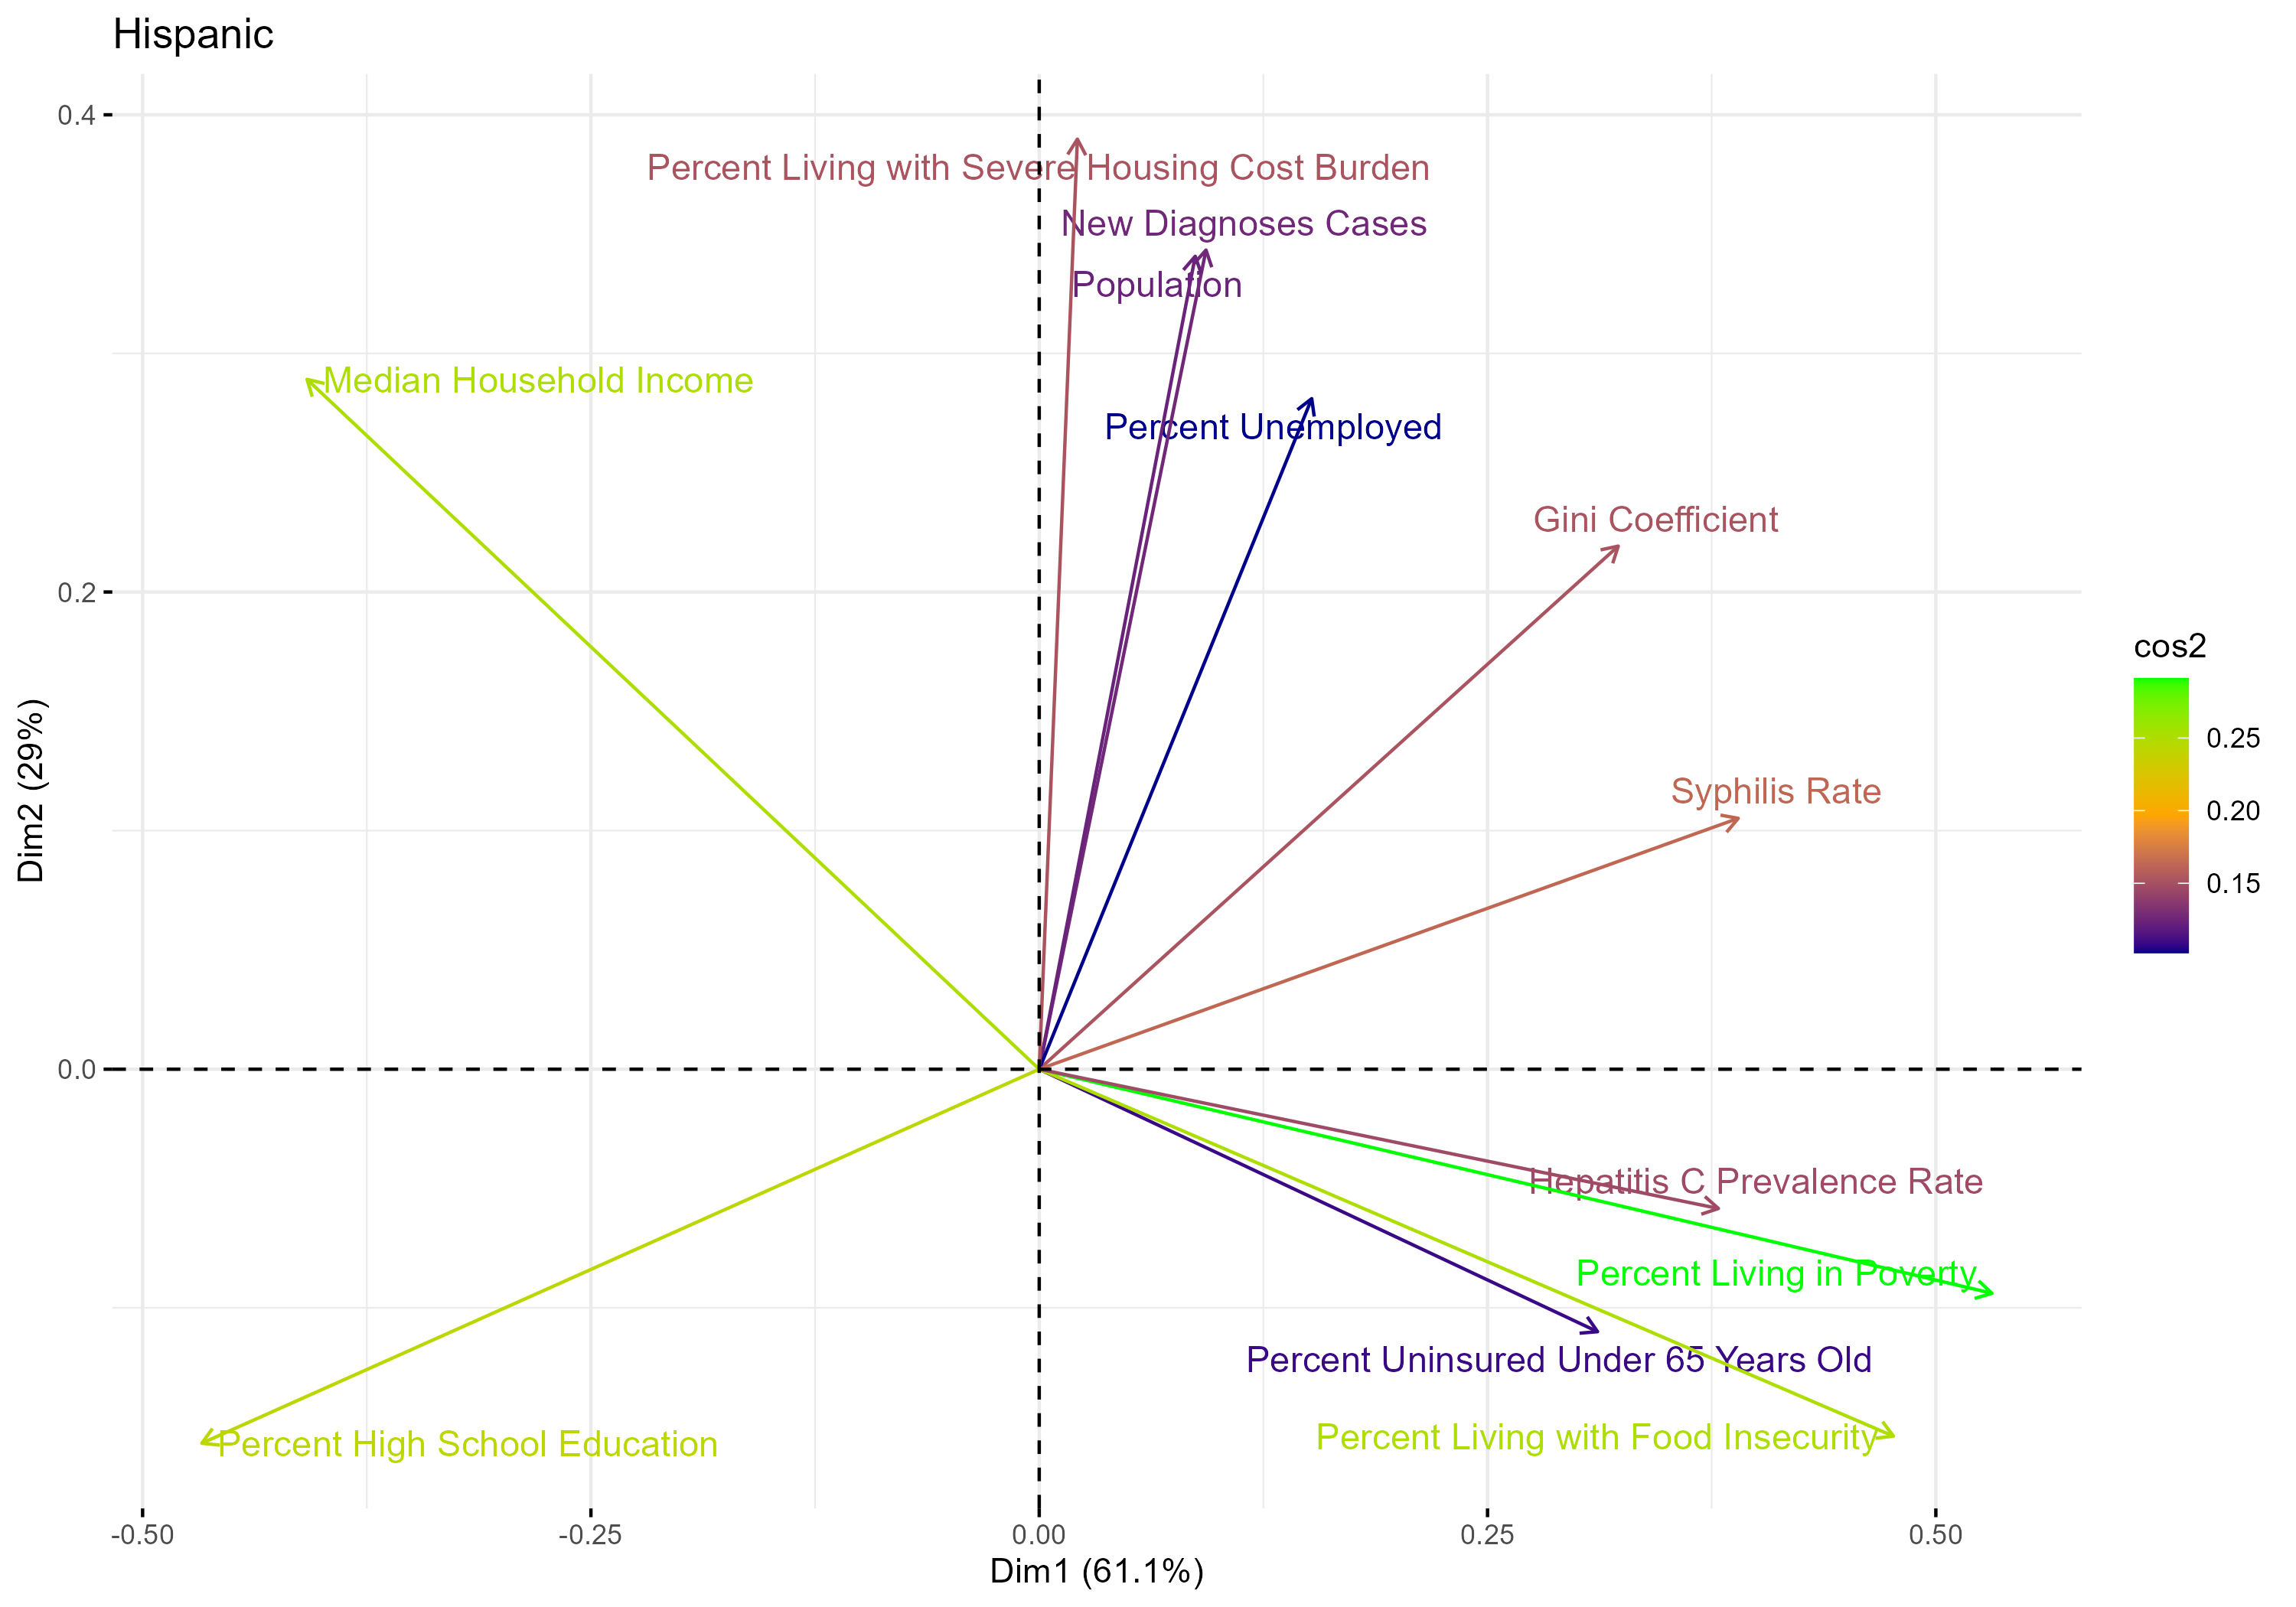 Hispanic
0.4
Percent Living with Severe Housing Cost Burden
New Diagnoses Cases
Population
Median Household Income
Percent Unemployed
Gini Coefficient
0.2
cos2
0.25
Syphilis Rate
0.20
Dim2 (29%)
0.15
0.0
Hepatitis C Prevalence Rate
Percent Living in Poverty
Percent Uninsured Under 65 Years Old
Percent Living with Food Insecurity
Percent High School Education
-0.50
-0.25
0.00
0.25
0.50
Dim1 (61.1%)